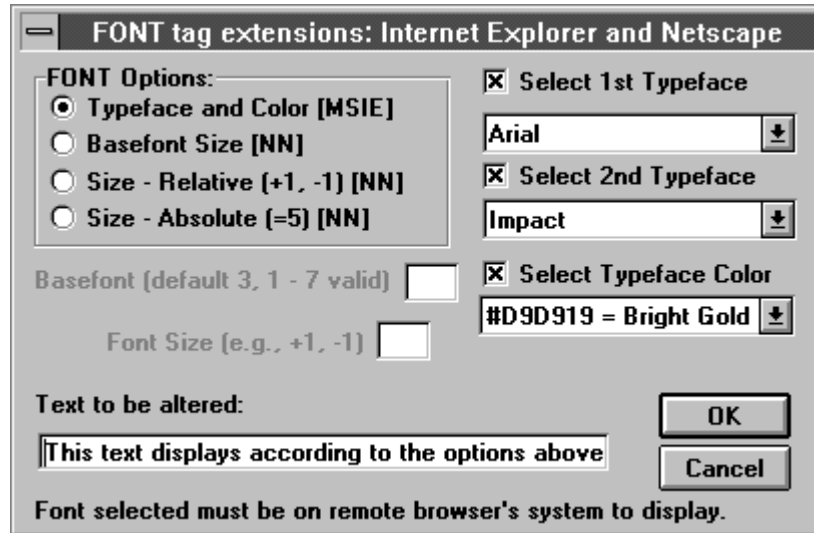 FONT tag extensions: Internet Explorer and Netscape
FONT Options:
Typeface and Color [MSIE]
Basefont Size [NN]
Size - Relative (+1, -1) [NN]
Size - Absolute (=5) [NN]
Select 1st Typeface
Arial
Select 2nd Typeface
Impact
Basefont (default 3, 1 - 7 valid)
Font Size (e.g., +1, -1)
Select Typeface Color
#D9D919 = Bright Gold
Text to be altered:
This text displays according to the options above
OK
Cancel
Font selected must be on remote browser's system to display.